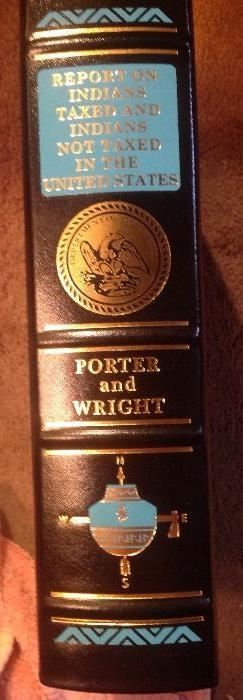 REPORT ON
INDIANS
TAXED AND
INDIANS
NOT TAXED
IN THE
UNITED STATES
PORTER
and
WRIGHT
N
W E
S